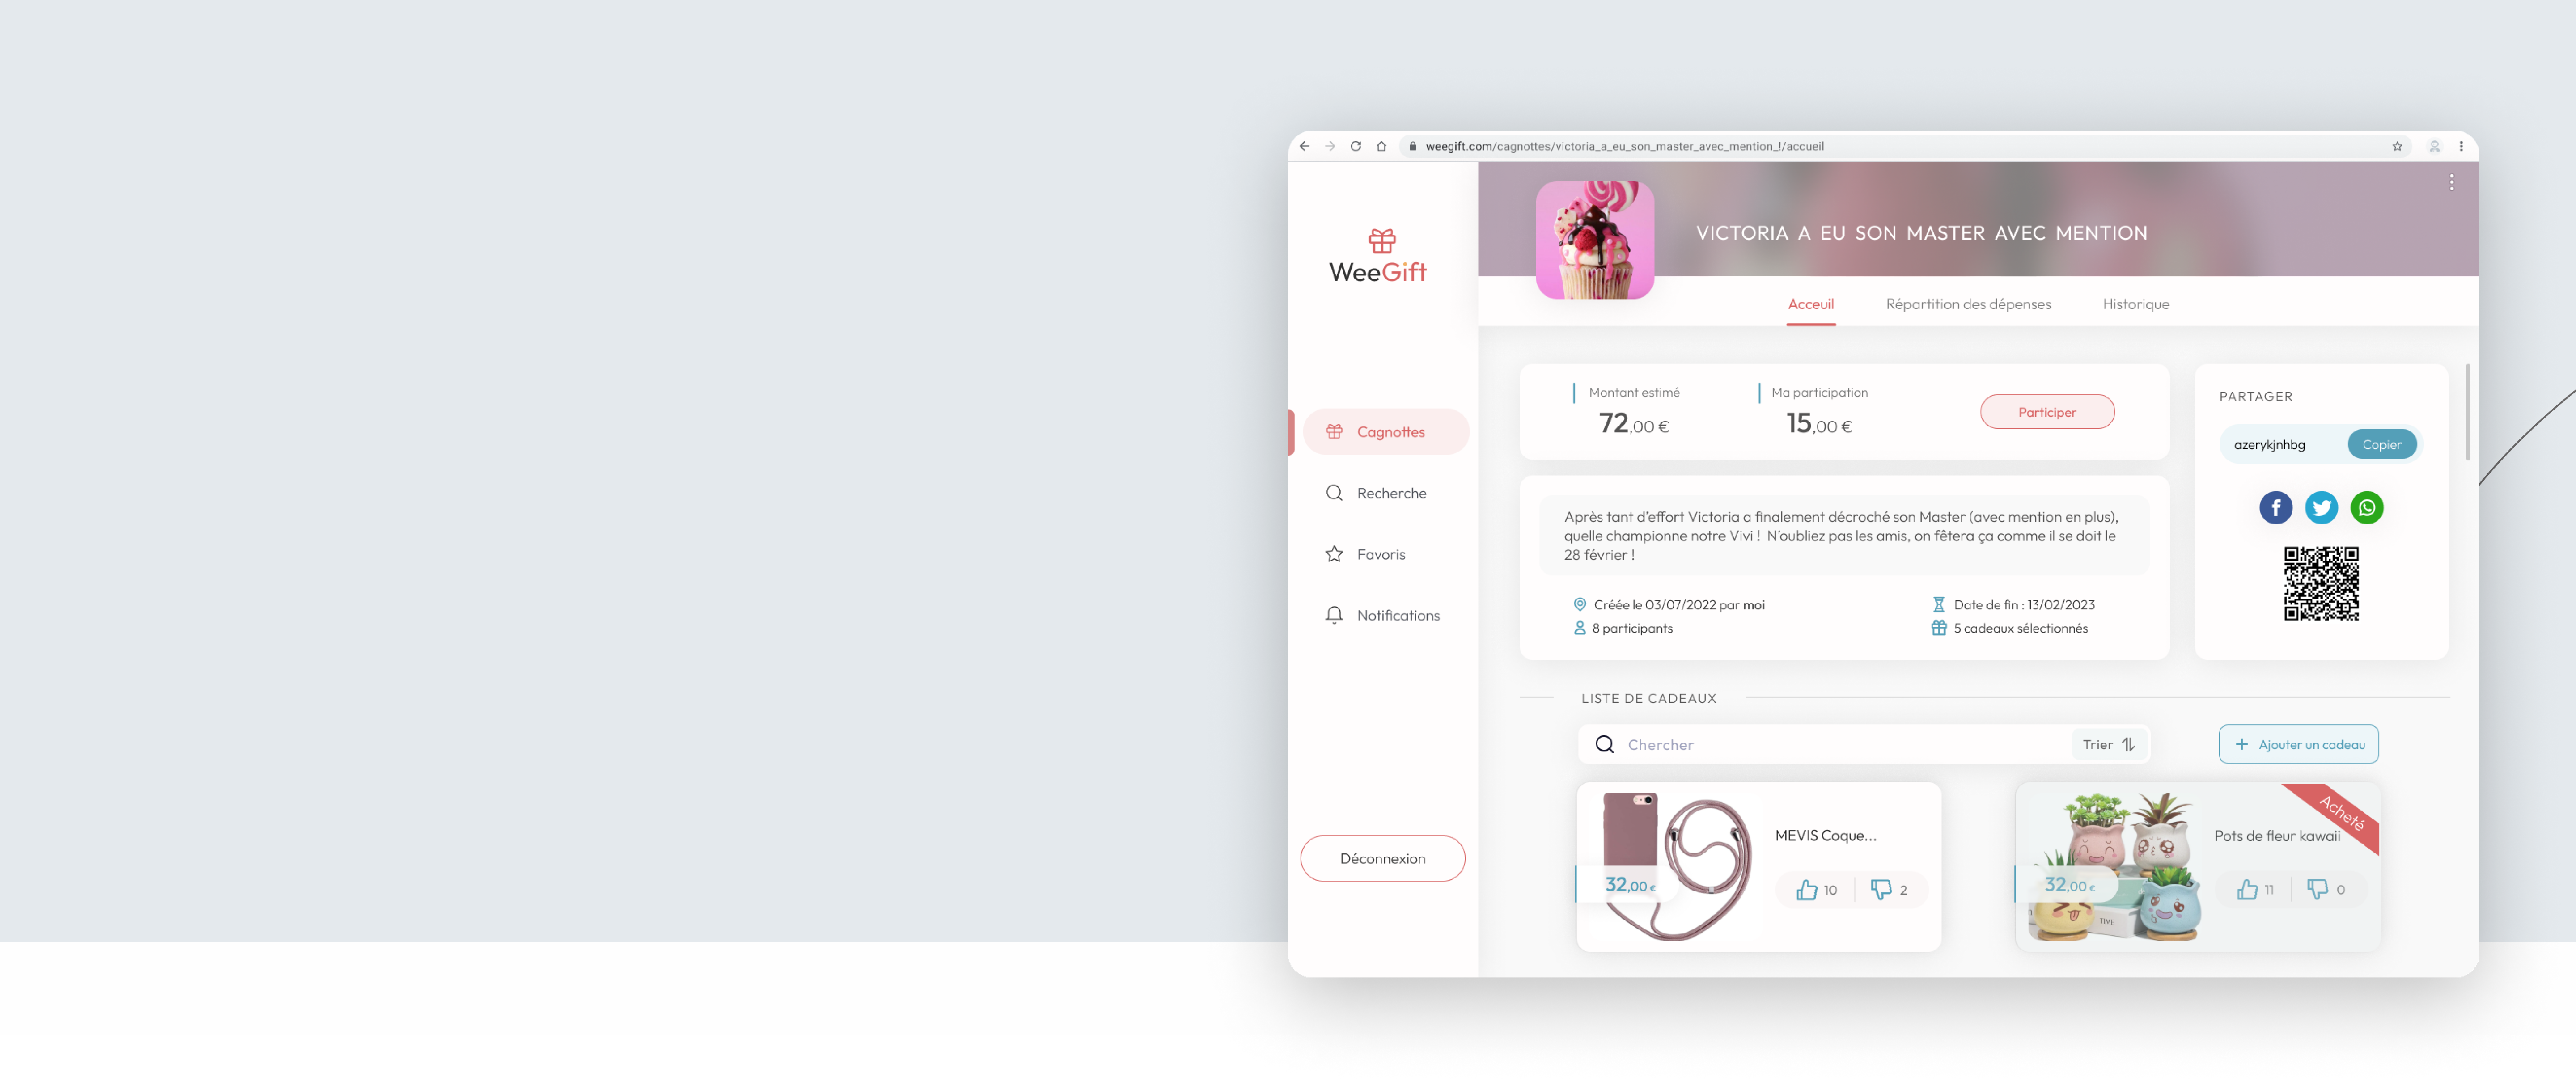 weegift.com/cagnottes/victoria_a_eu_son_master_avec_mention_!/accueil
WeeGift
Cagnottes
Recherche
Favoris
Notifications
Déconnexion
VICTORIA A EU SON MASTER AVEC MENTION
Acceuil Répartition des dépenses Historique
Montant estimé Ma participation
72,00 € 15,00 €
Participer
Après tant d'effort Victoria a finalement décroché son Master (avec mention en plus),
quelle championne notre Vivi ! N'oubliez pas les amis, on fêtera ça comme il se doit le
28 février !
Créée le 03/07/2022 par moi Date de fin : 13/02/2023
8 participants 5 cadeaux sélectionnés
PARTAGER
azerykjnhbg Copier
LISTE DE CADEAUX
Chercher Trier
Ajouter un cadeau
MEVIS Coque...
32,00 €
10 2
Acheté
Pots de fleur kawaii
32,00 €
11 0
TIME